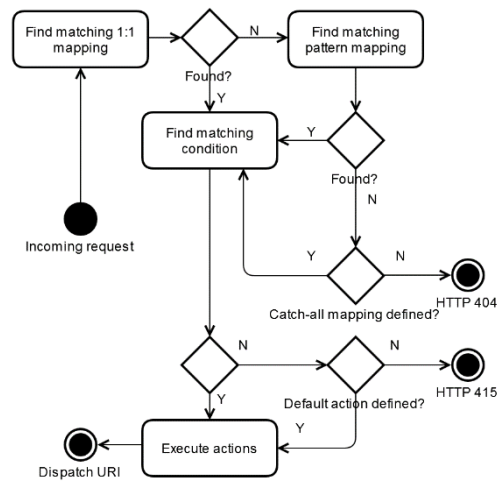 Find matching 1:1
mapping
N
Find matching
pattern mapping
Found?
Y
Find matching
condition
Y
Found?
N
Incoming request
Y
N
HTTP 404
Catch-all mapping defined?
N
N
HTTP 415
Y
Default action defined?
Y
Execute actions
Dispatch URI